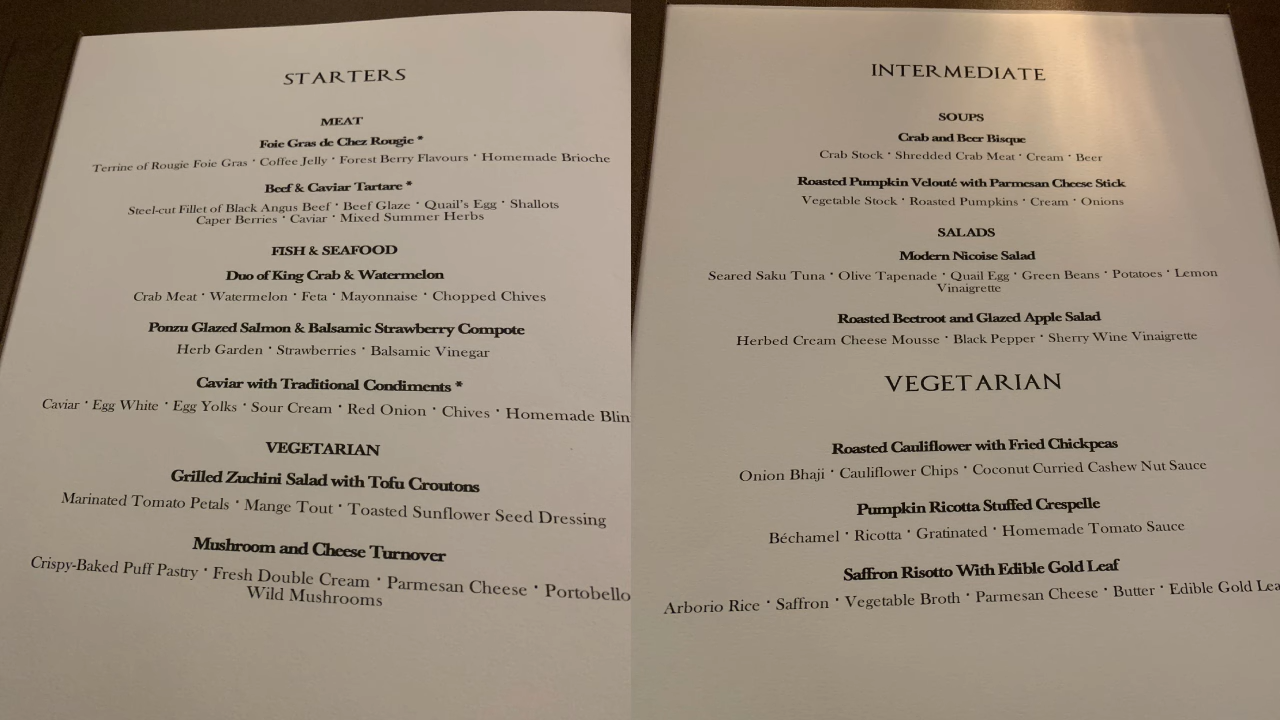 STARTERS
MEAT
Foie Gras de Chez Rougie *
Terrine of Rougie Foie Gras · Coffee Jelly · Forest Berry Flavours · Homemade Brioche
Beef & Caviar Tartare *
Steel-cut Fillet of Black Angus Beef · Beef Glaze · Quail's Egg · Shallots
Caper Berries · Caviar · Mixed Summer Herbs
FISH & SEAFOOD
Duo of King Crab & Watermelon
Crab Meat · Watermelon · Feta · Mayonnaise · Chopped Chives
Ponzu Glazed Salmon & Balsamic Strawberry Compote
Herb Garden · Strawberries · Balsamic Vinegar
Caviar with Traditional Condiments *
Caviar · Egg White · Egg Yolks · Sour Cream · Red Onion · Chives · Homemade Blin
VEGETARIAN
Grilled Zuchini Salad with Tofu Croutons
Marinated Tomato Petals · Mange Tout · Toasted Sunflower Seed Dressing
Mushroom and Cheese Turnover
Crispy-Baked Puff Pastry · Fresh Double Cream · Parmesan Cheese · Portobello
Wild Mushrooms
INTERMEDIATE
SOUPS
Crab and Beer Bisque
Crab Stock · Shredded Crab Meat · Cream · Beer
Roasted Pumpkin Velouté with Parmesan Cheese Stick
Vegetable Stock · Roasted Pumpkins · Cream · Onions
SALADS
Modern Nicoise Salad
Seared Saku Tuna · Olive Tapenade · Quail Egg · Green Beans · Potatoes · Lemon
Vinaigrette
Roasted Beetroot and Glazed Apple Salad
Herbed Cream Cheese Mousse · Black Pepper · Sherry Wine Vinaigrette
VEGETARIAN
Roasted Cauliflower with Fried Chickpeas
Onion Bhaji · Cauliflower Chips · Coconut Curried Cashew Nut Sauce
Pumpkin Ricotta Stuffed Crespelle
Béchamel · Ricotta · Gratinated · Homemade Tomato Sauce
Saffron Risotto With Edible Gold Leaf
Arborio Rice · Saffron · Vegetable Broth · Parmesan Cheese · Butter · Edible Gold Lea